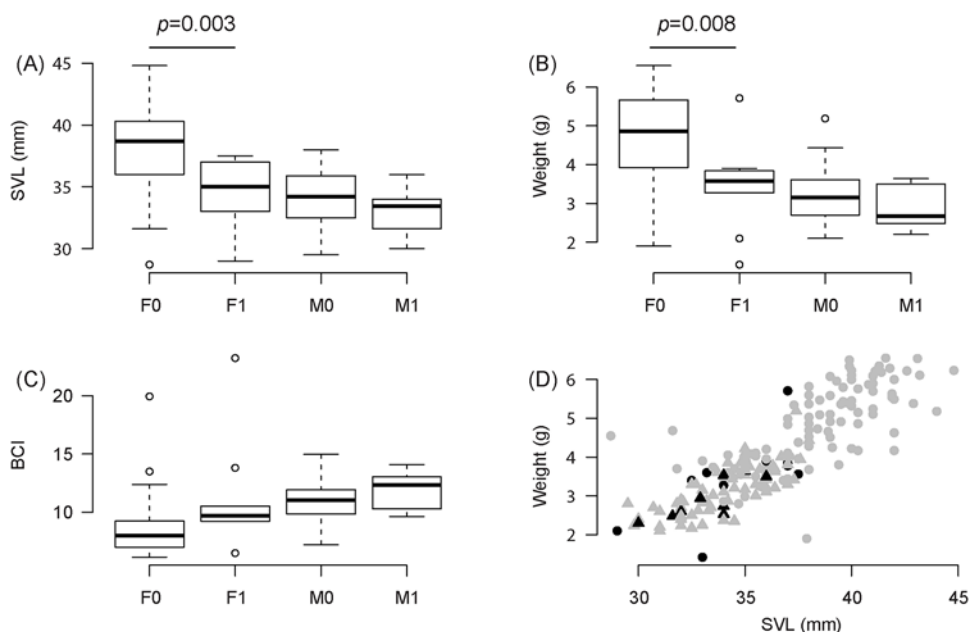 p=0.003
(A)
SVL (mm)
45
40
35
30
F0 F1 M0 M1
p=0.008
(B)
Weight (g)
6
5
4
3
2
F0 F1 M0 M1
(C)
BCI
20
15
10
F0 F1 M0 M1
(D)
Weight (g)
6
5
4
3
2
30 35 40 45
SVL (mm)